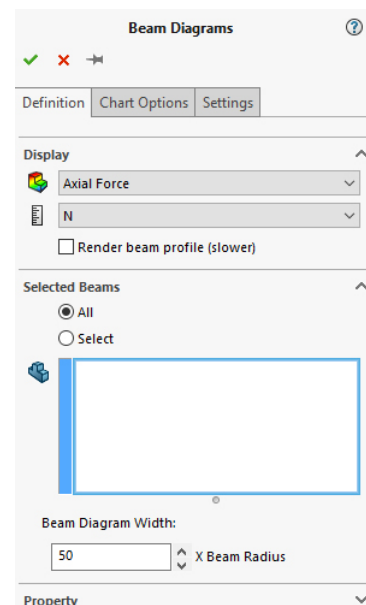 Beam Diagrams
Definition Chart Options Settings
Display
Axial Force
N
Render beam profile (slower)
Selected Beams
All
Select
Beam Diagram Width:
50 X Beam Radius
Property